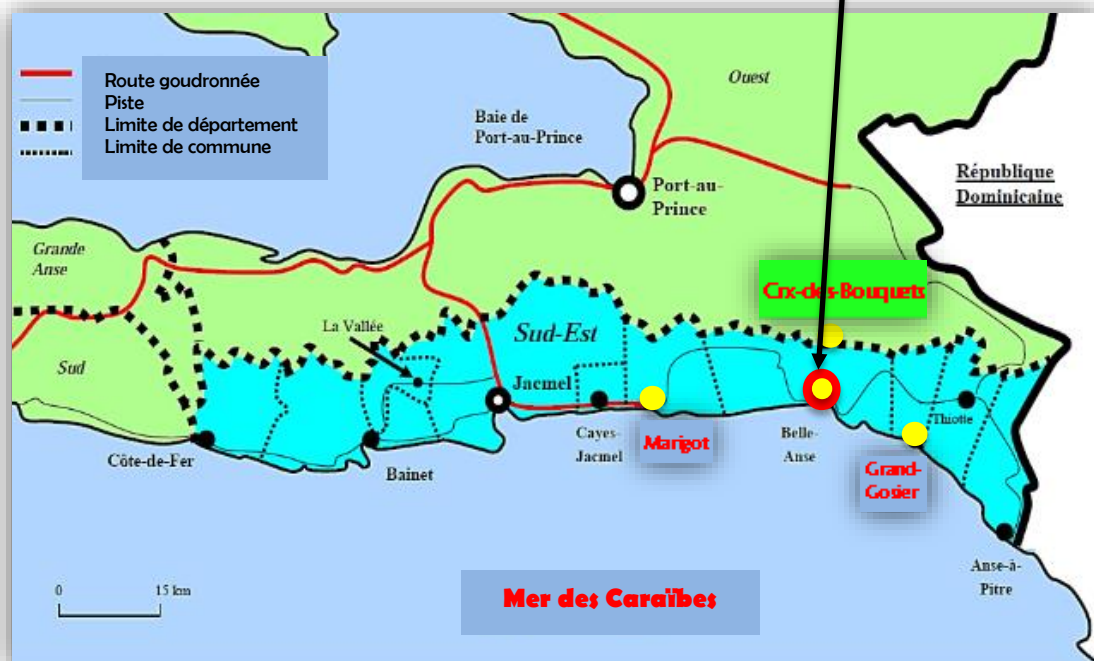 Route goudronnée
Piste
Limite de département
Limite de commune
Ouest
Baie de
Port-au-Prince
République
Dominicaine
Port-au-
Prince
Grande
Anse
Crx-des-Bouquets
La Vallée
Sud-Est
Sud
Jacmel
Thiotte
Cayes-
Jacmel
Marigot
Belle-
Anse
Côte-de-Fer
Bainet
Grand-
Gosier
Anse-à-
Pitre
0 15 km
Mer des Caraïbes